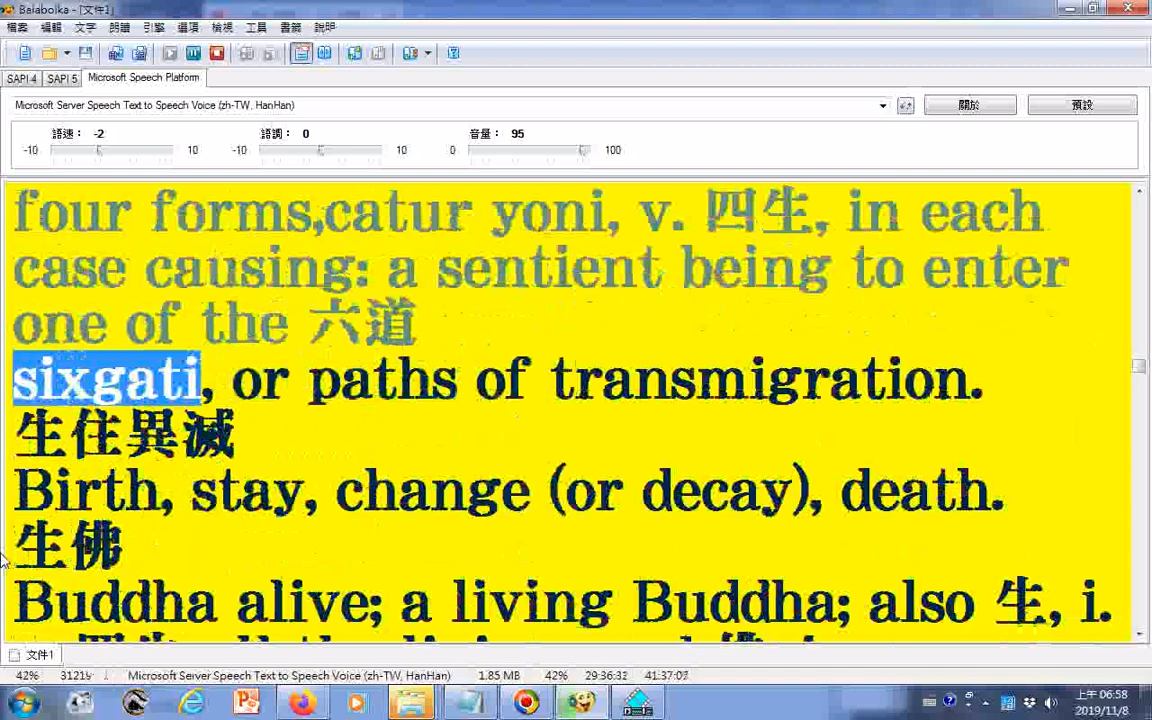 Balabolka - [文件1]
檔案 編輯 文字 朗讀 引擎 選項 檢視 工具 書籤 說明
SAPI 4 SAPI 5 Microsoft Speech Platform
Microsoft Server Speech Text to Speech Voice (zh-TW, HanHan) 關於 預設
語速： -2 語調： 0 音量： 95
-10 10 -10 10 0 100
four forms,catur yoni, v. 四生, in each
case causing: a sentient being to enter
one of the 六道
sixgati, or paths of transmigration.
生住異滅
Birth, stay, change (or decay), death.
生佛
Buddha alive; a living Buddha; also 生, i.
文件1
42% Microsoft Server Speech Text to Speech Voice (zh-TW, HanHan) 1.85 MB 42% 29:36:32 41:37:07
上午 06:58
2019/11/8